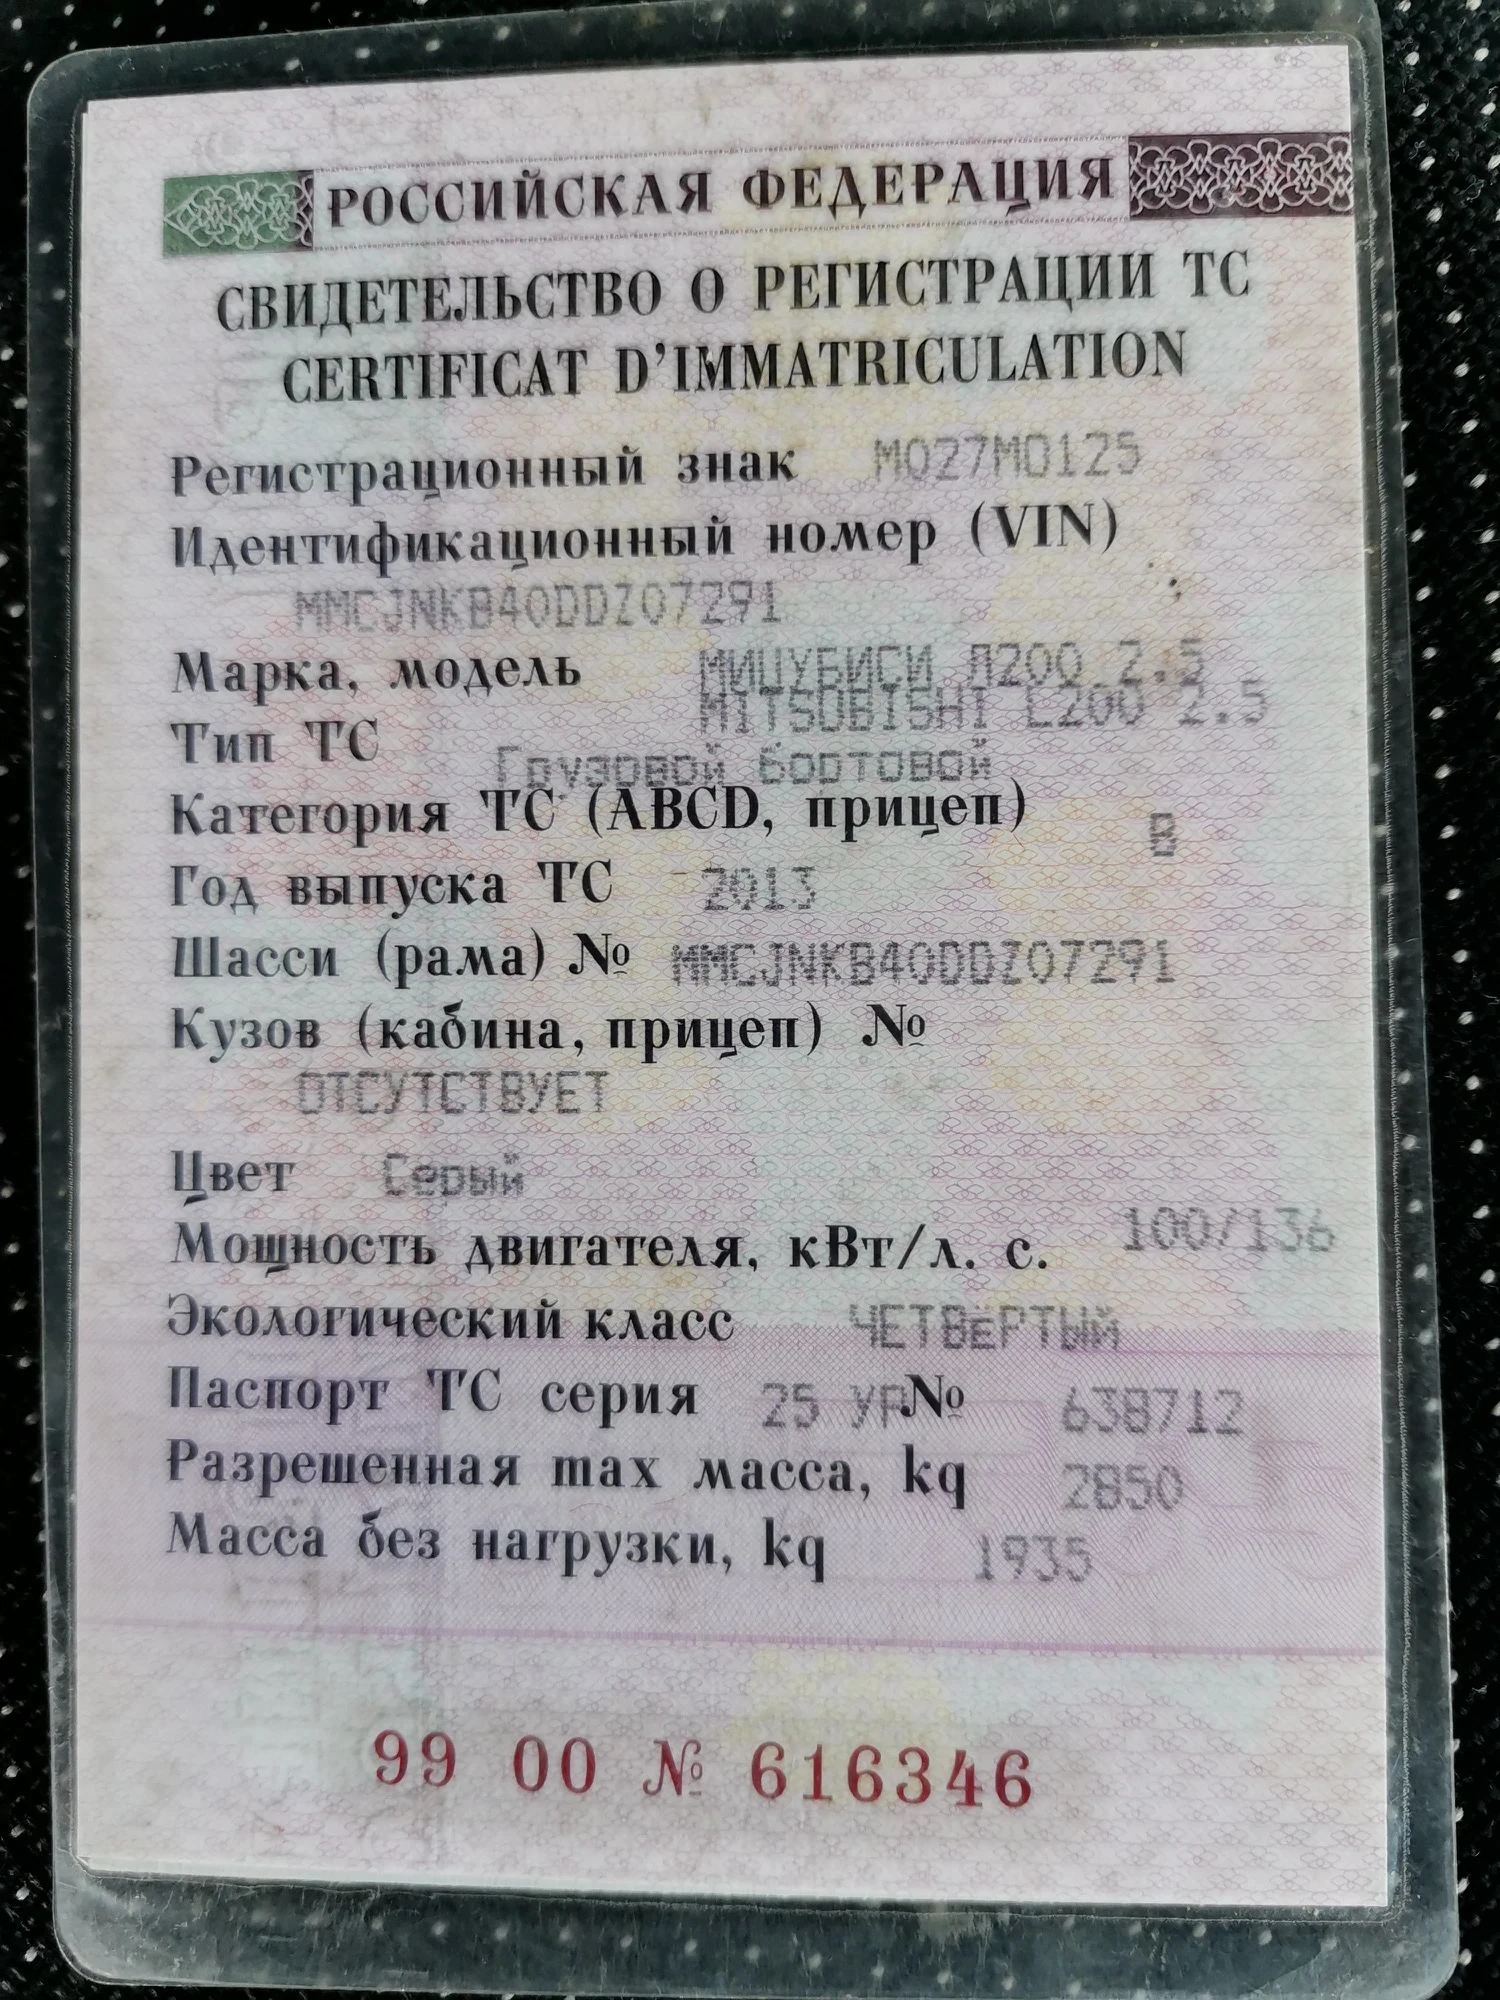 РОССИЙСКАЯ ФЕДЕРАЦИЯ
СВИДЕТЕЛЬСТВО О РЕГИСТРАЦИИ ТС
CERTIFICAT D'IMMATRICULATION
Регистрационный знак М027МО125
Идентификационный номер (VIN)
MMCJNKB40DDZ07291
Марка, модель МИЦУБИСИ Л200 2.5
MITSUBISHI L200 2.5
Тип ТС Грузовой бортовой
Категория ТС (ABCD, прицеп) B
Год выпуска ТС 2013
Шасси (рама) № MMCJNKB40DDZ07291
Кузов (кабина, прицеп) №
ОТСУТСТВУЕТ
Цвет Серый
Мощность двигателя, кВт/л. с. 100/136
Экологический класс ЧЕТВёРТЫЙ
Паспорт ТС серия 25 УР № 638712
Разрешенная max масса, kg 2850
Масса без нагрузки, kg 1935
99 00 № 616346